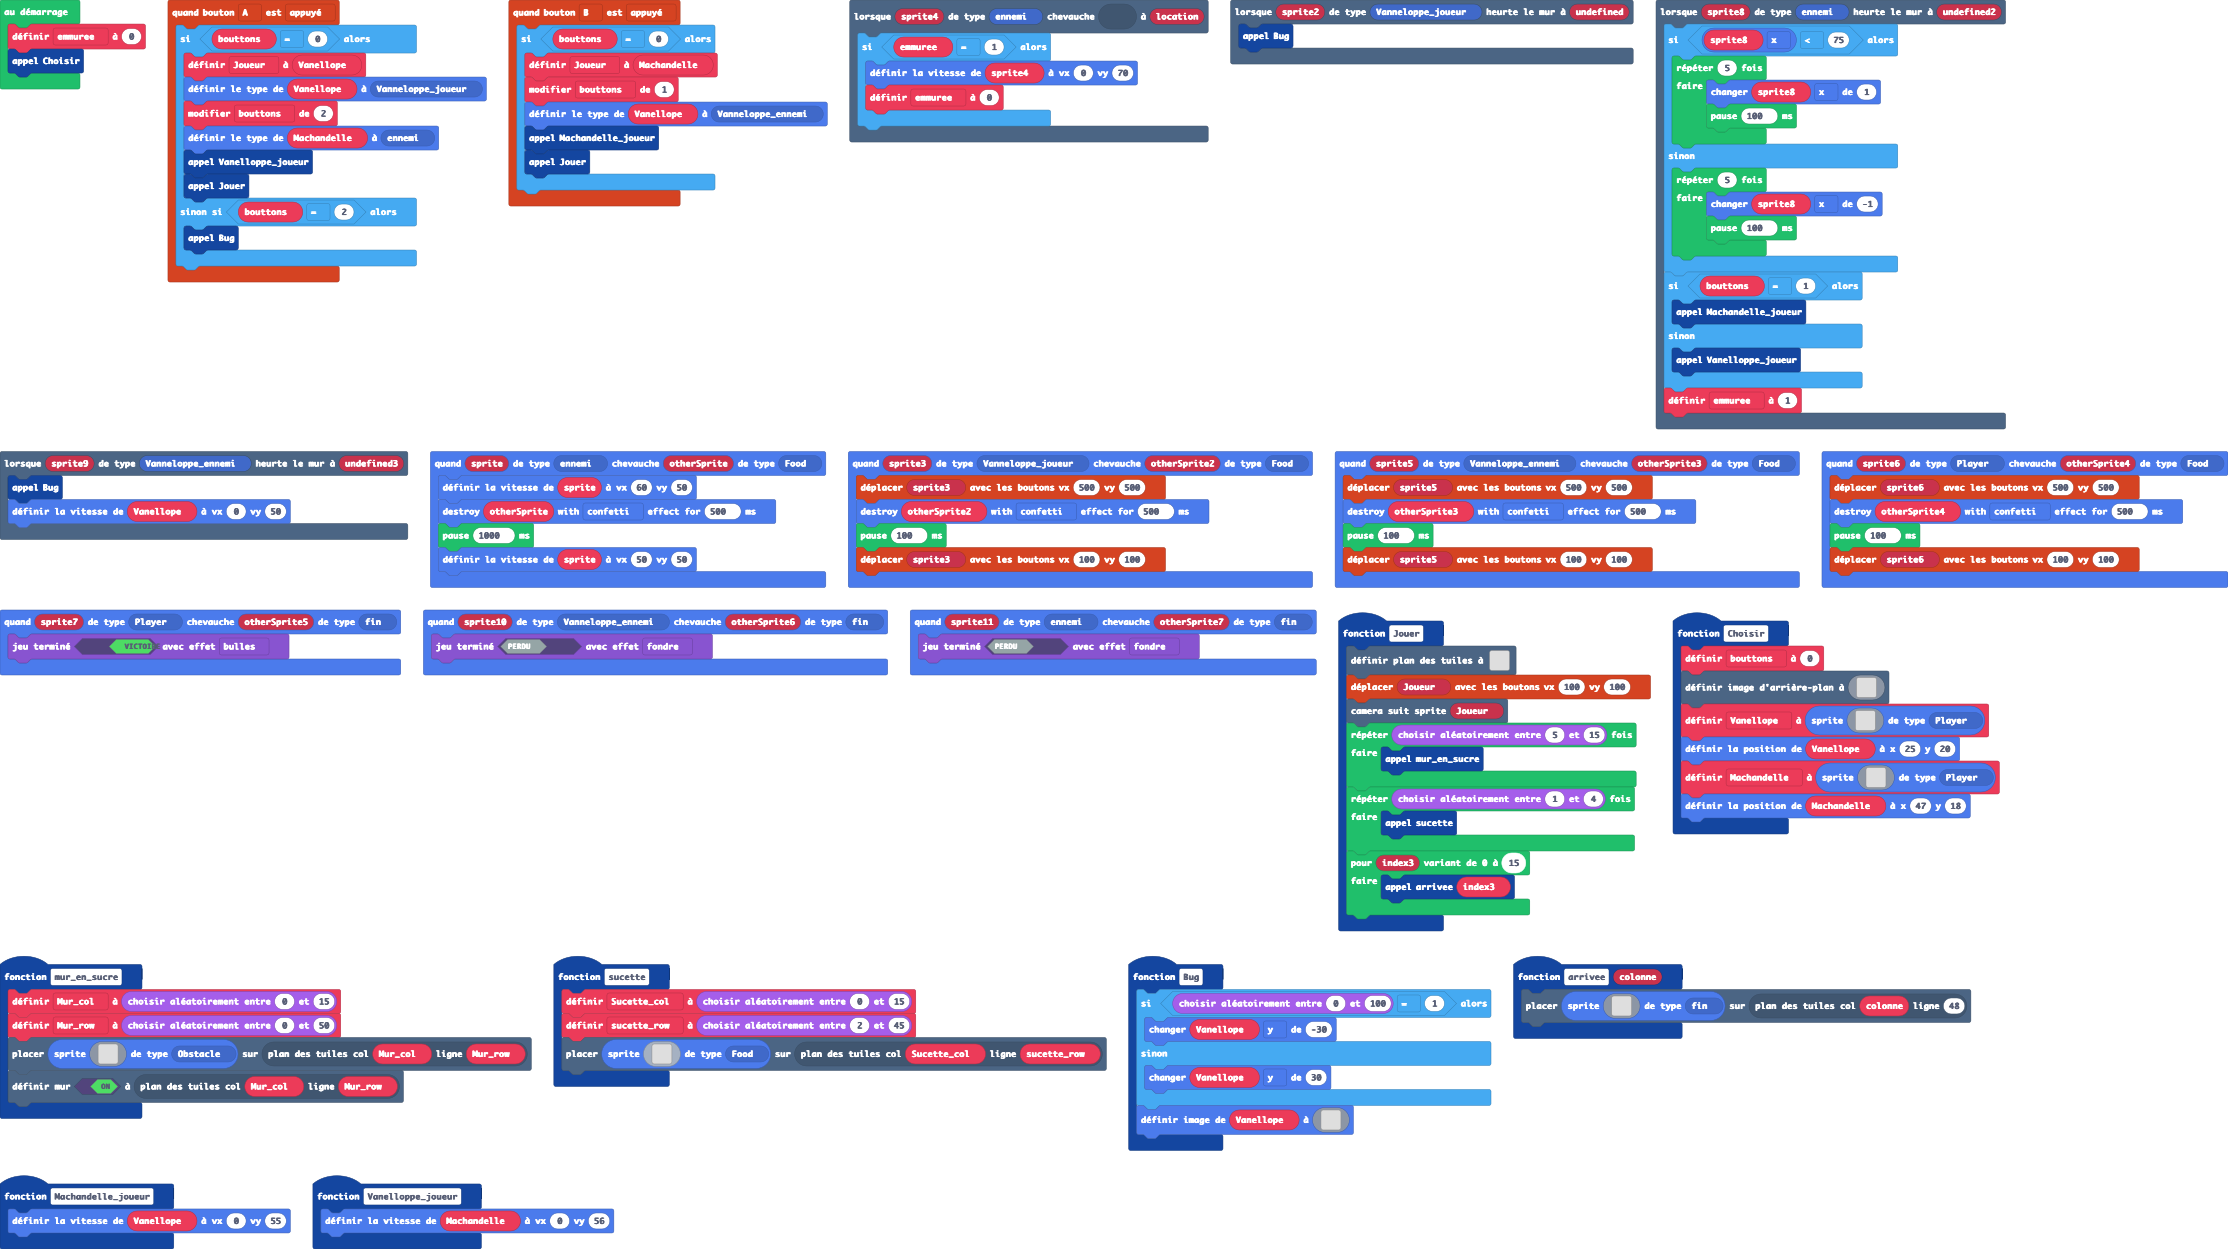 au démarrage
définir emmuree à 0
appel Choisir
quand bouton A est appuyé
si bouttons = 0 alors
définir Joueur à Vanellope
définir le type de Vanellope à Vanneloppe_joueur
modifier bouttons de 2
définir le type de Machandelle à ennemi
appel Vanelloppe_joueur
appel Jouer
sinon si bouttons = 2 alors
appel Bug
quand bouton B est appuyé
si bouttons = 0 alors
définir Joueur à Machandelle
modifier bouttons de 1
définir le type de Vanellope à Vanneloppe_ennemi
appel Machandelle_joueur
appel Jouer
lorsque sprite4 de type ennemi chevauche à location
si emmuree = 1 alors
définir la vitesse de sprite4 à vx 0 vy 70
définir emmuree à 0
lorsque sprite2 de type Vanneloppe_joueur heurte le mur à undefined
appel Bug
lorsque sprite8 de type ennemi heurte le mur à undefined2
si sprite8 x < 75 alors
répéter 5 fois
faire changer sprite8 x de 1
pause 100 ms
sinon
répéter 5 fois
faire changer sprite8 x de -1
pause 100 ms
si bouttons = 1 alors
appel Machandelle_joueur
sinon
appel Vanelloppe_joueur
définir emmuree à 1
lorsque sprite9 de type Vanneloppe_ennemi heurte le mur à undefined3
appel Bug
définir la vitesse de Vanellope à vx 0 vy 50
quand sprite de type ennemi chevauche otherSprite de type Food
définir la vitesse de sprite à vx 60 vy 50
destroy otherSprite with confetti effect for 500 ms
pause 1000 ms
définir la vitesse de sprite à vx 50 vy 50
quand sprite3 de type Vanneloppe_joueur chevauche otherSprite2 de type Food
déplacer sprite3 avec les boutons vx 500 vy 500
destroy otherSprite2 with confetti effect for 500 ms
pause 100 ms
déplacer sprite3 avec les boutons vx 100 vy 100
quand sprite5 de type Vanneloppe_ennemi chevauche otherSprite3 de type Food
déplacer sprite5 avec les boutons vx 500 vy 500
destroy otherSprite3 with confetti effect for 500 ms
pause 100 ms
déplacer sprite5 avec les boutons vx 100 vy 100
quand sprite6 de type Player chevauche otherSprite4 de type Food
déplacer sprite6 avec les boutons vx 500 vy 500
destroy otherSprite4 with confetti effect for 500 ms
pause 100 ms
déplacer sprite6 avec les boutons vx 100 vy 100
quand sprite7 de type Player chevauche otherSprite5 de type fin
jeu terminé VICTOI avec effet bulles
quand sprite10 de type Vanneloppe_ennemi chevauche otherSprite6 de type fin
jeu terminé PERDU avec effet fondre
quand sprite11 de type ennemi chevauche otherSprite7 de type fin
jeu terminé PERDU avec effet fondre
fonction Jouer
définir plan des tuiles à
déplacer Joueur avec les boutons vx 100 vy 100
camera suit sprite Joueur
répéter choisir aléatoirement entre 5 et 15 fois
faire appel mur_en_sucre
répéter choisir aléatoirement entre 1 et 4 fois
faire appel sucette
pour index3 variant de 0 à 15
faire appel arrivee index3
fonction Choisir
définir bouttons à 0
définir image d'arrière-plan à
définir Vanellope à sprite de type Player
définir la position de Vanellope à x 25 y 20
définir Machandelle à sprite de type Player
définir la position de Machandelle à x 47 y 18
fonction mur_en_sucre
définir Mur_col à choisir aléatoirement entre 0 et 15
définir Mur_row à choisir aléatoirement entre 0 et 50
placer sprite de type Obstacle sur plan des tuiles col Mur_col ligne Mur_row
définir mur ON à plan des tuiles col Mur_col ligne Mur_row
fonction sucette
définir Sucette_col à choisir aléatoirement entre 0 et 15
définir sucette_row à choisir aléatoirement entre 2 et 45
placer sprite de type Food sur plan des tuiles col Sucette_col ligne sucette_row
fonction Bug
si choisir aléatoirement entre 0 et 100 = 1 alors
changer Vanellope y de -30
sinon
changer Vanellope y de 30
définir image de Vanellope à
fonction arrivee colonne
placer sprite de type fin sur plan des tuiles col colonne ligne 48
fonction Machandelle_joueur
définir la vitesse de Vanellope à vx 0 vy 55
fonction Vanelloppe_joueur
définir la vitesse de Machandelle à vx 0 vy 56